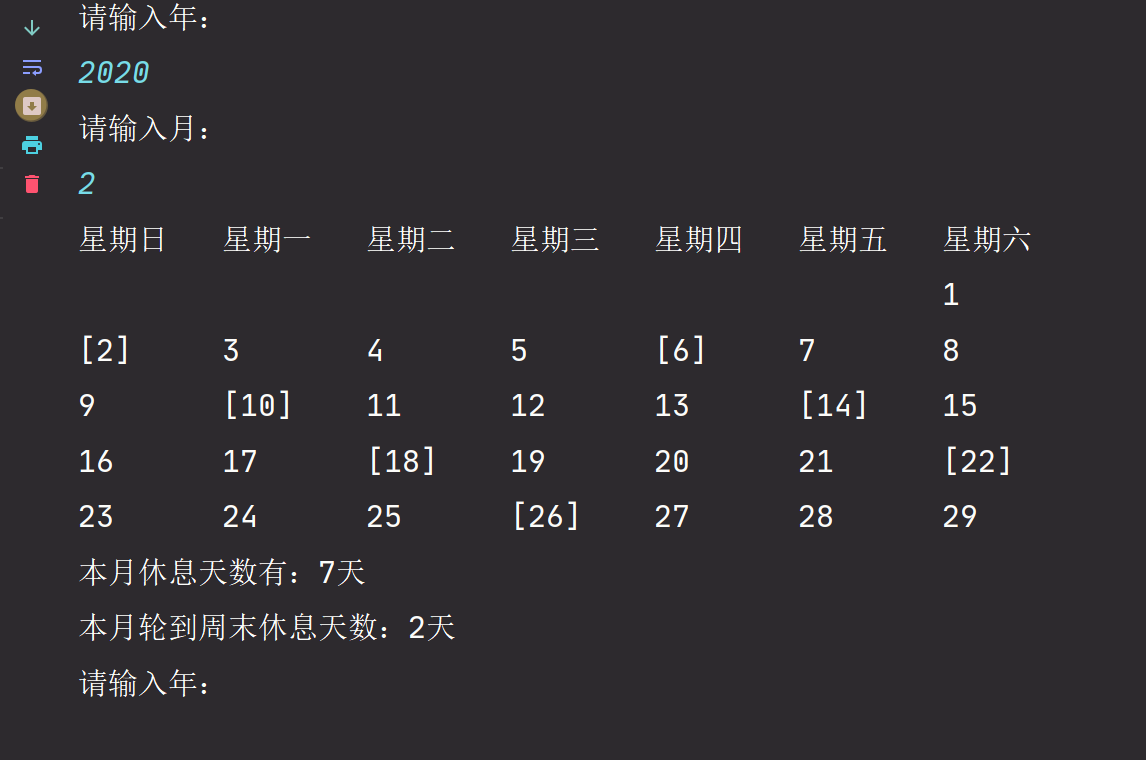 请输入年：
2020
请输入月：
2
星期日 星期一 星期二 星期三 星期四 星期五 星期六
1
[2] 3 4 5 [6] 7 8
9 [10] 11 12 13 [14] 15
16 17 [18] 19 20 21 [22]
23 24 25 [26] 27 28 29
本月休息天数有：7天
本月轮到周末休息天数：2天
请输入年：